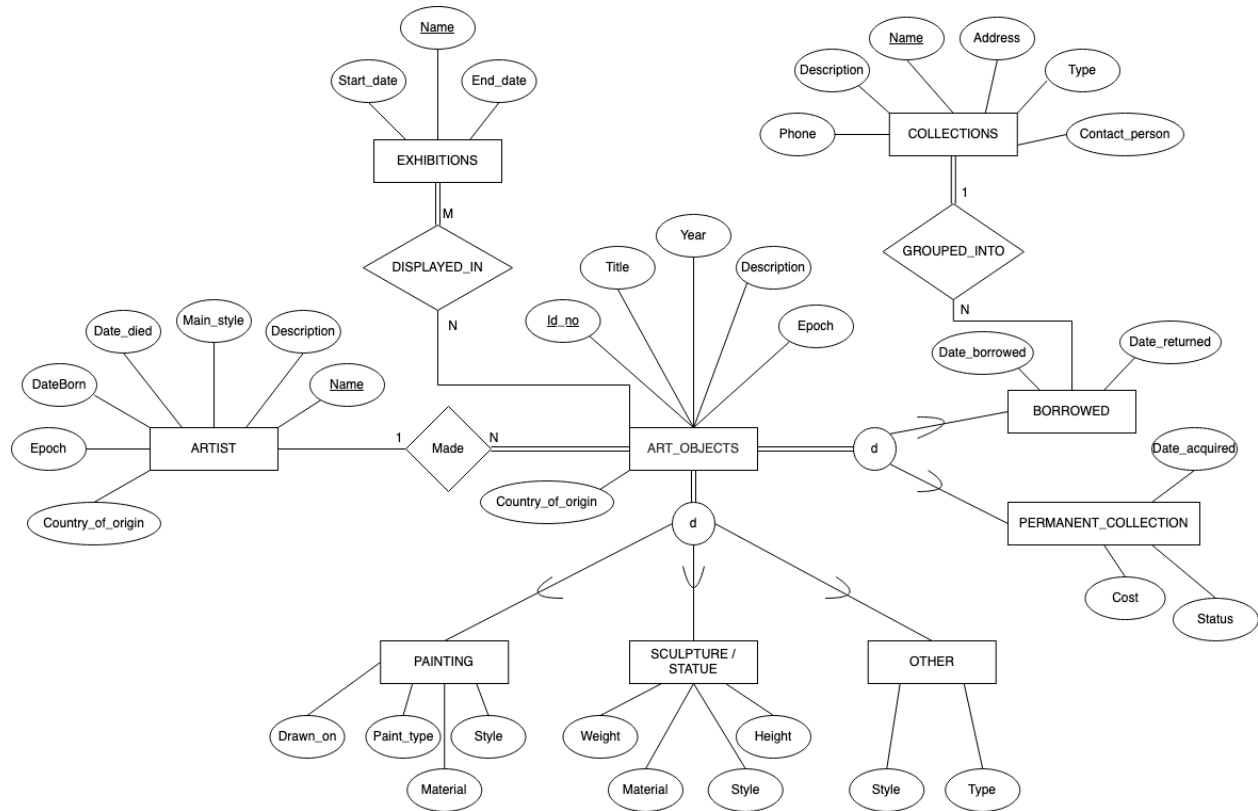 Name
Start_date
End_date
EXHIBITIONS
M
DISPLAYED_IN
N
Name
Address
Description
Type
Phone
COLLECTIONS
Contact_person
1
GROUPED_INTO
N
Date_borrowed
Date_returned
BORROWED
Year
Title
Description
Id_no
Epoch
Date_died
Main_style
Description
DateBorn
Name
Epoch
ARTIST
Country_of_origin
1
Made
N
ART_OBJECTS
Country_of_origin
d
Date_acquired
PERMANENT_COLLECTION
Cost
Status
d
PAINTING
Drawn_on
Paint_type
Style
Material
SCULPTURE /
STATUE
Weight
Height
Material
Style
OTHER
Style
Type